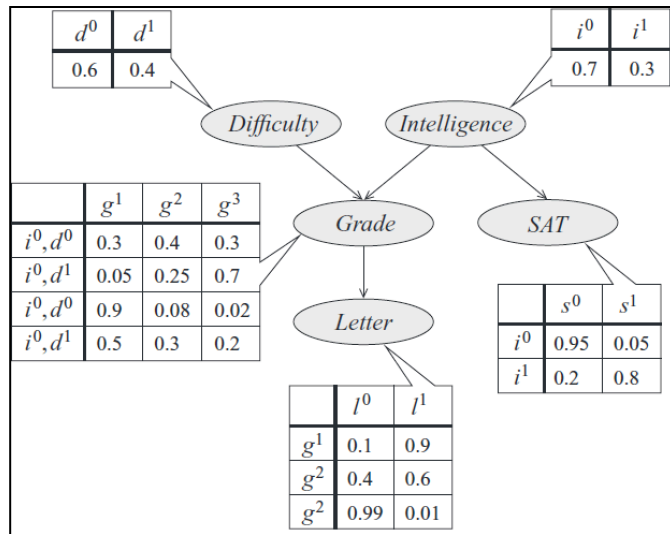 d⁰ d¹
0.6 0.4
i⁰ i¹
0.7 0.3
Difficulty
Intelligence
g¹ g² g³
i⁰,d⁰ 0.3 0.4 0.3
i⁰,d¹ 0.05 0.25 0.7
i⁰,d⁰ 0.9 0.08 0.02
i⁰,d¹ 0.5 0.3 0.2
Grade
SAT
s⁰ s¹
i⁰ 0.95 0.05
i¹ 0.2 0.8
Letter
l⁰ l¹
g¹ 0.1 0.9
g² 0.4 0.6
g² 0.99 0.01